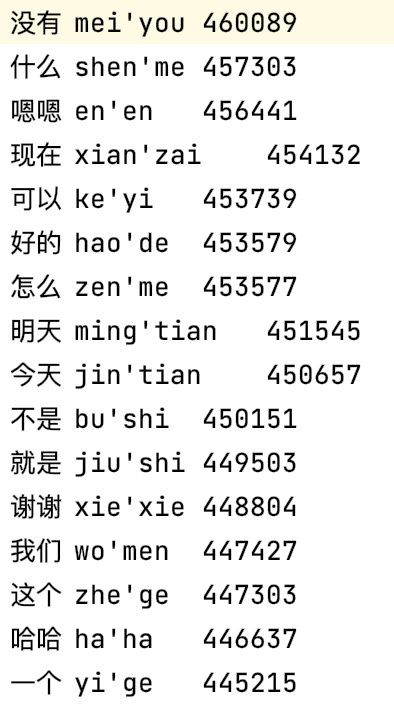 没有 mei'you 460089
什么 shen'me 457303
嗯嗯 en'en 456441
现在 xian'zai 454132
可以 ke'yi 453739
好的 hao'de 453579
怎么 zen'me 453577
明天 ming'tian 451545
今天 jin'tian 450657
不是 bu'shi 450151
就是 jiu'shi 449503
谢谢 xie'xie 448804
我们 wo'men 447427
这个 zhe'ge 447303
哈哈 ha'ha 446637
一个 yi'ge 445215